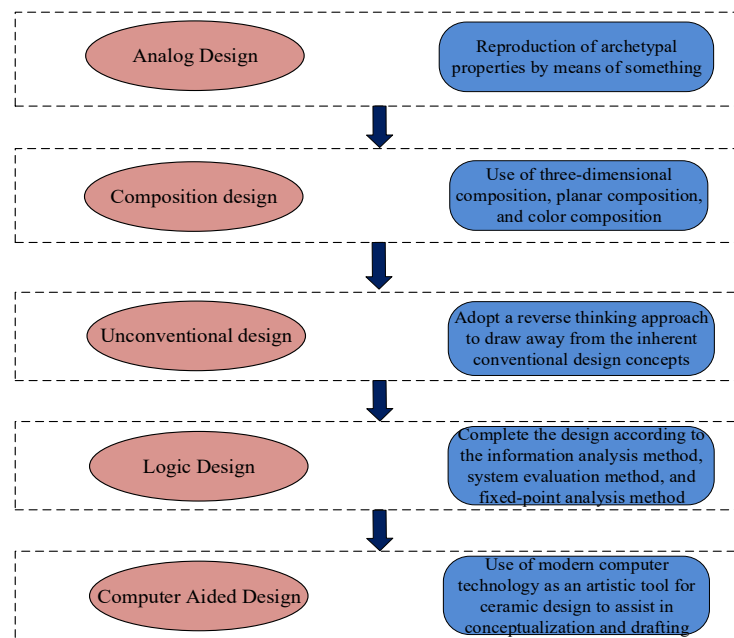 Analog Design
Reproduction of archetypal
properties by means of something
Composition design
Use of three-dimensional
composition, planar composition,
and color composition
Unconventional design
Adopt a reverse thinking approach
to draw away from the inherent
conventional design concepts
Logic Design
Complete the design according to
the information analysis method,
system evaluation method, and
fixed-point analysis method
Computer Aided Design
Use of modern computer
technology as an artistic tool for
ceramic design to assist in
conceptualization and drafting